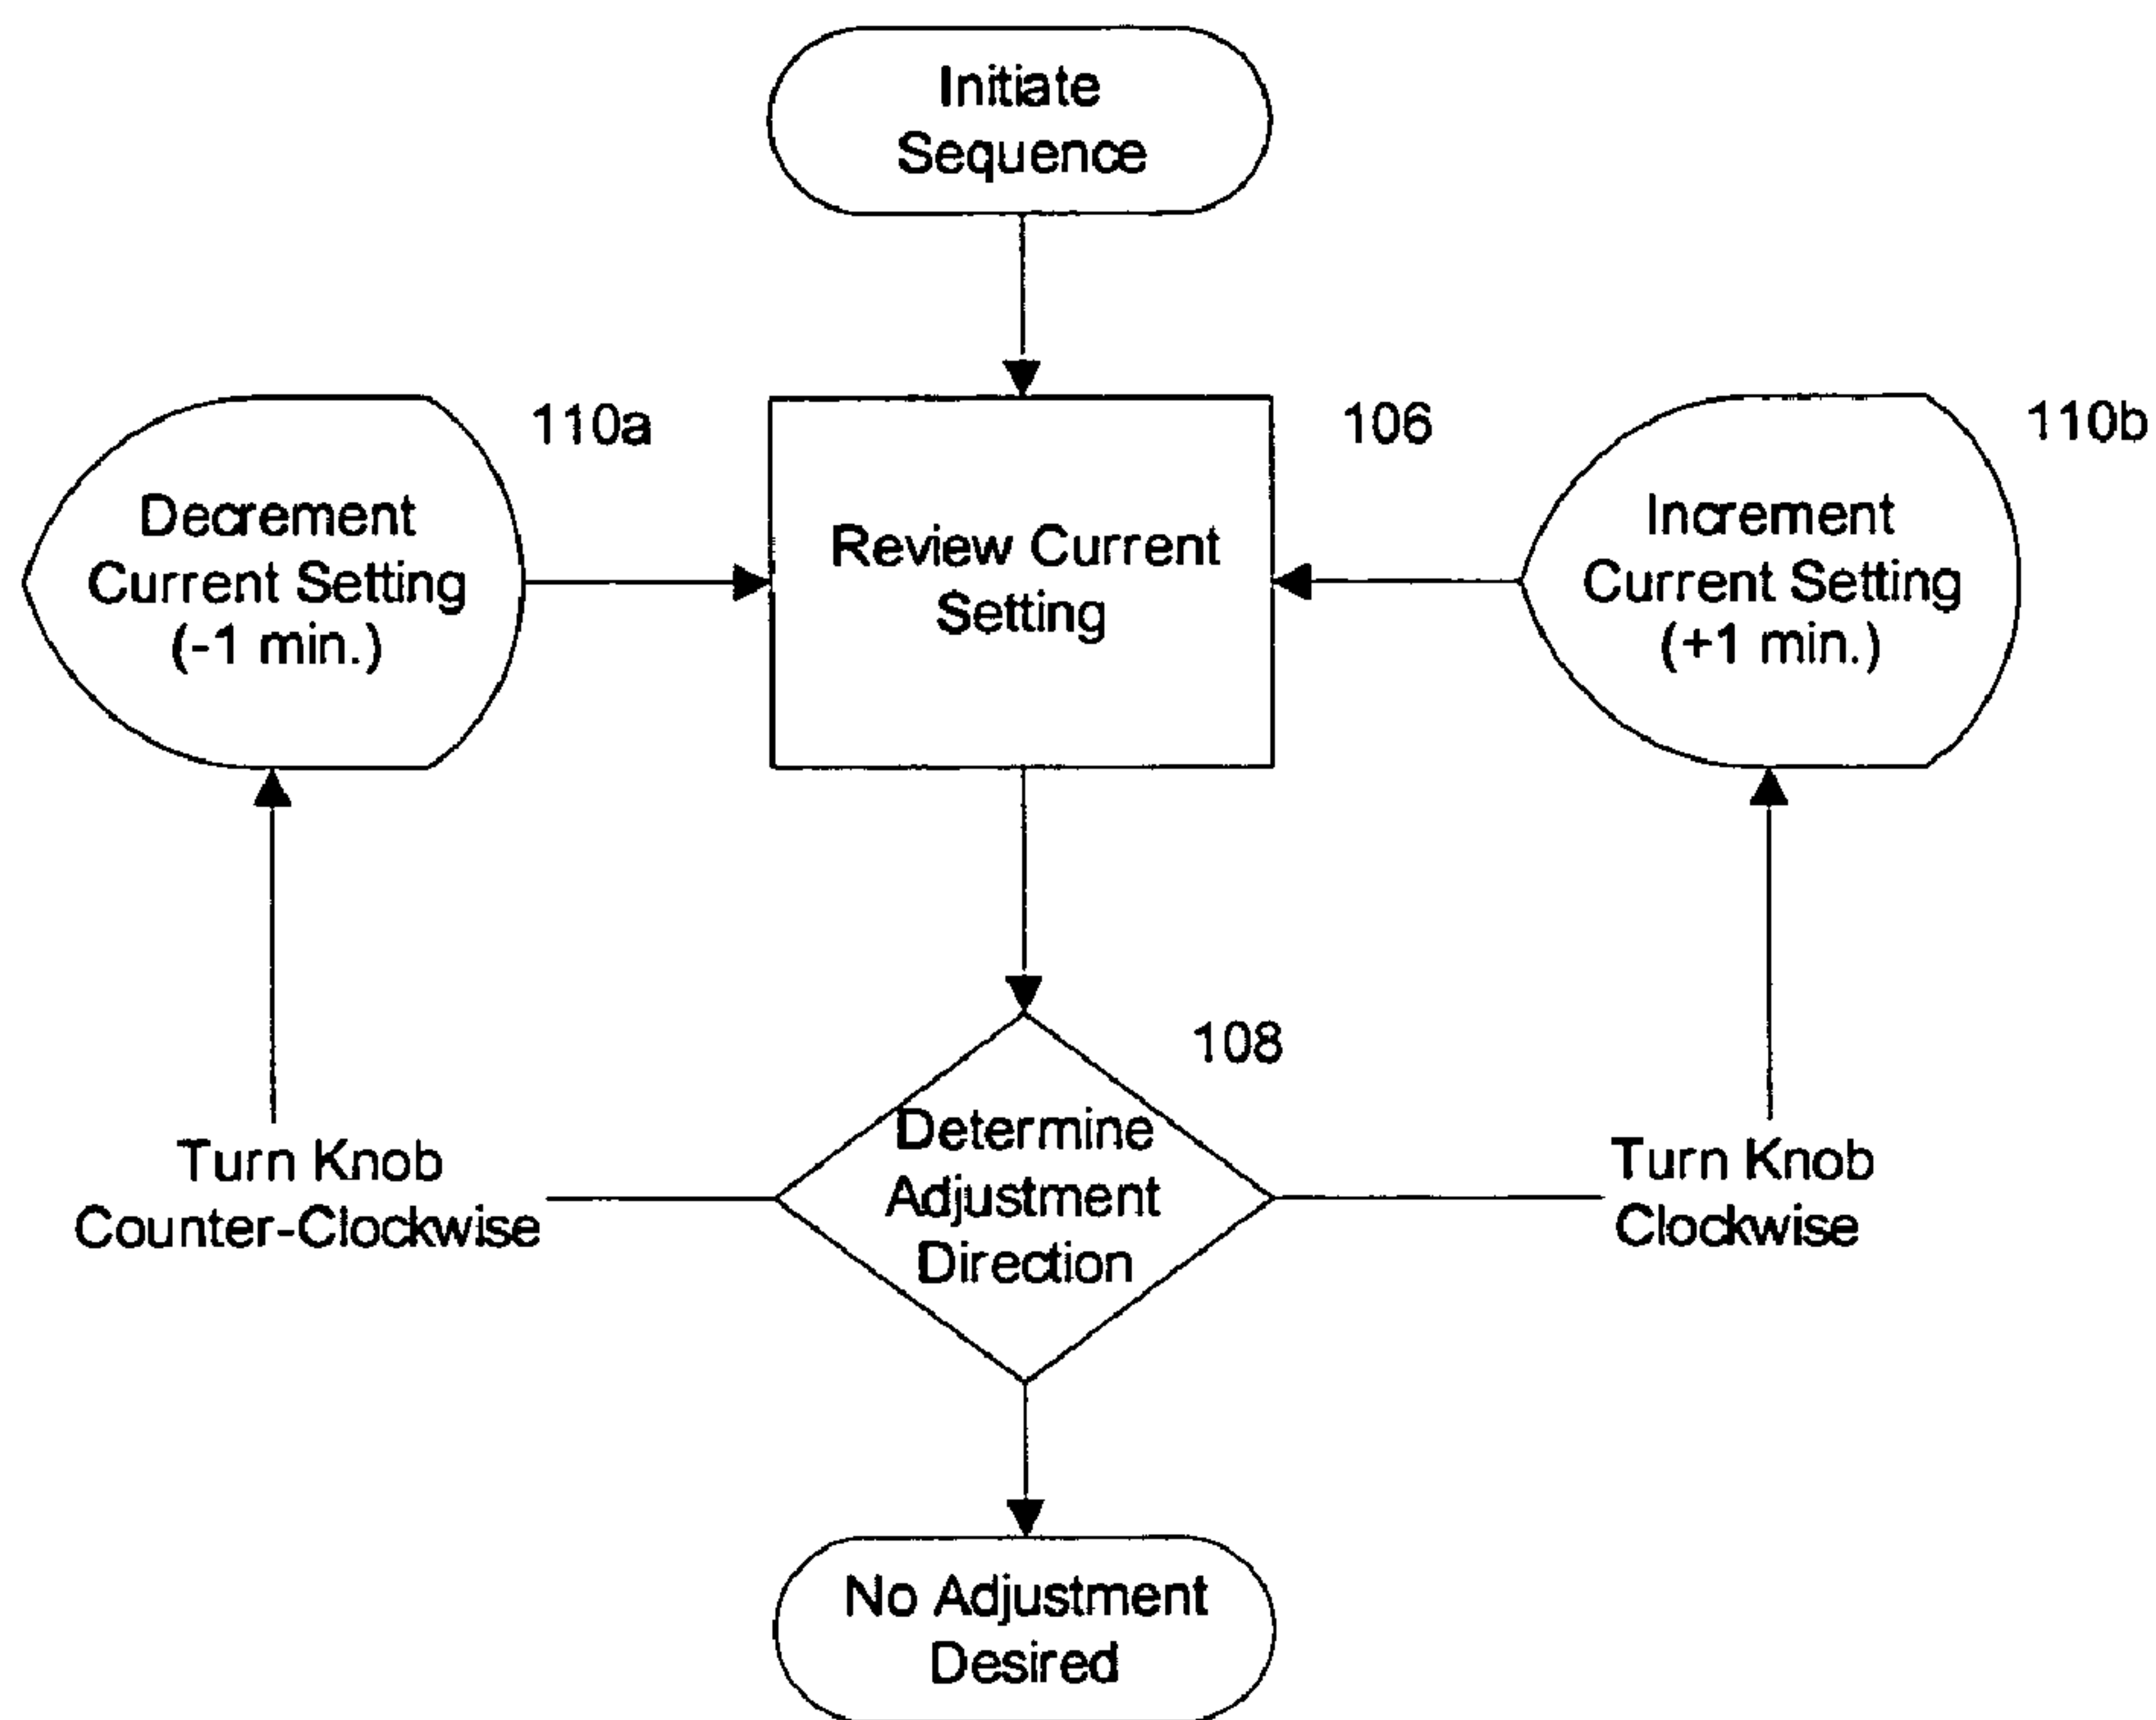 Initiate
Sequence
110a
106
110b
Decrement
Current Setting
(-1 min.)
Review Current
Setting
Increment
Current Setting
(+1 min.)
108
Turn Knob
Counter-Clockwise
Determine
Adjustment
Direction
Turn Knob
Clockwise
No Adjustment
Desired